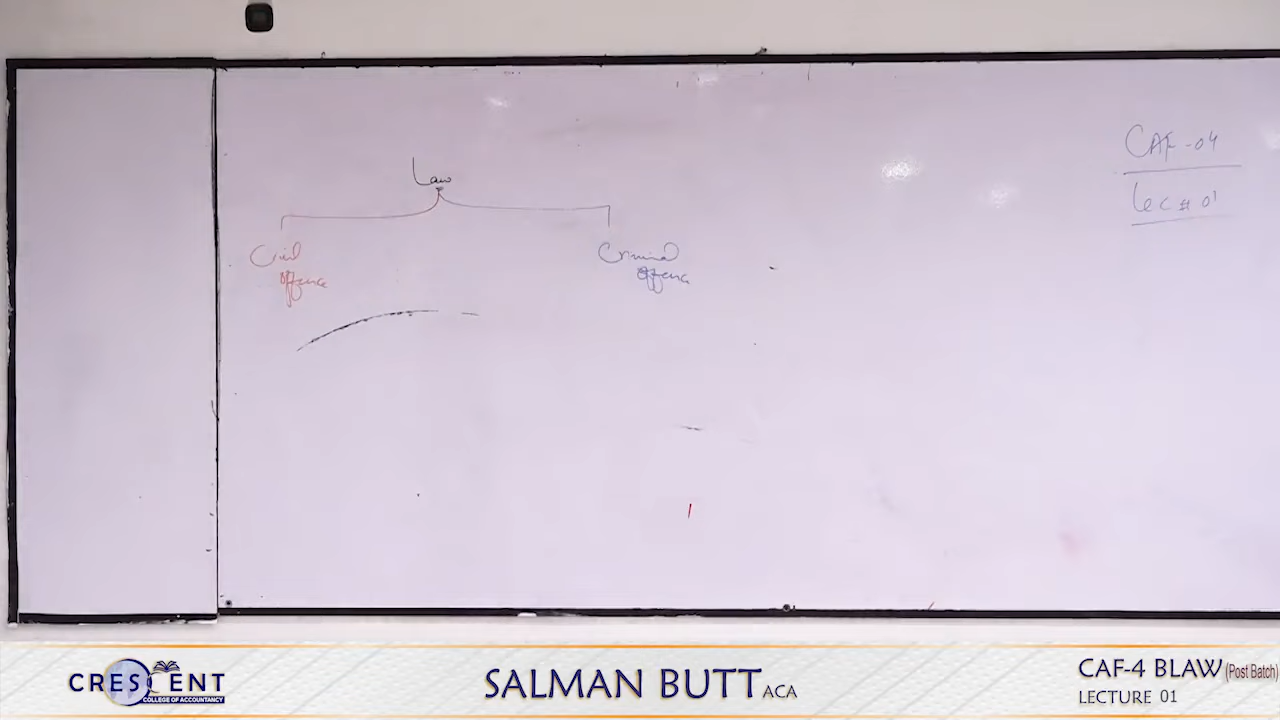 CAF-04
Lec # 01
Law
Civil
offence
Criminal
offence
CRESCENT
COLLEGE OF ACCOUNTANCY
SALMAN BUTT ACA
CAF-4 BLAW (Post Batch)
LECTURE 01